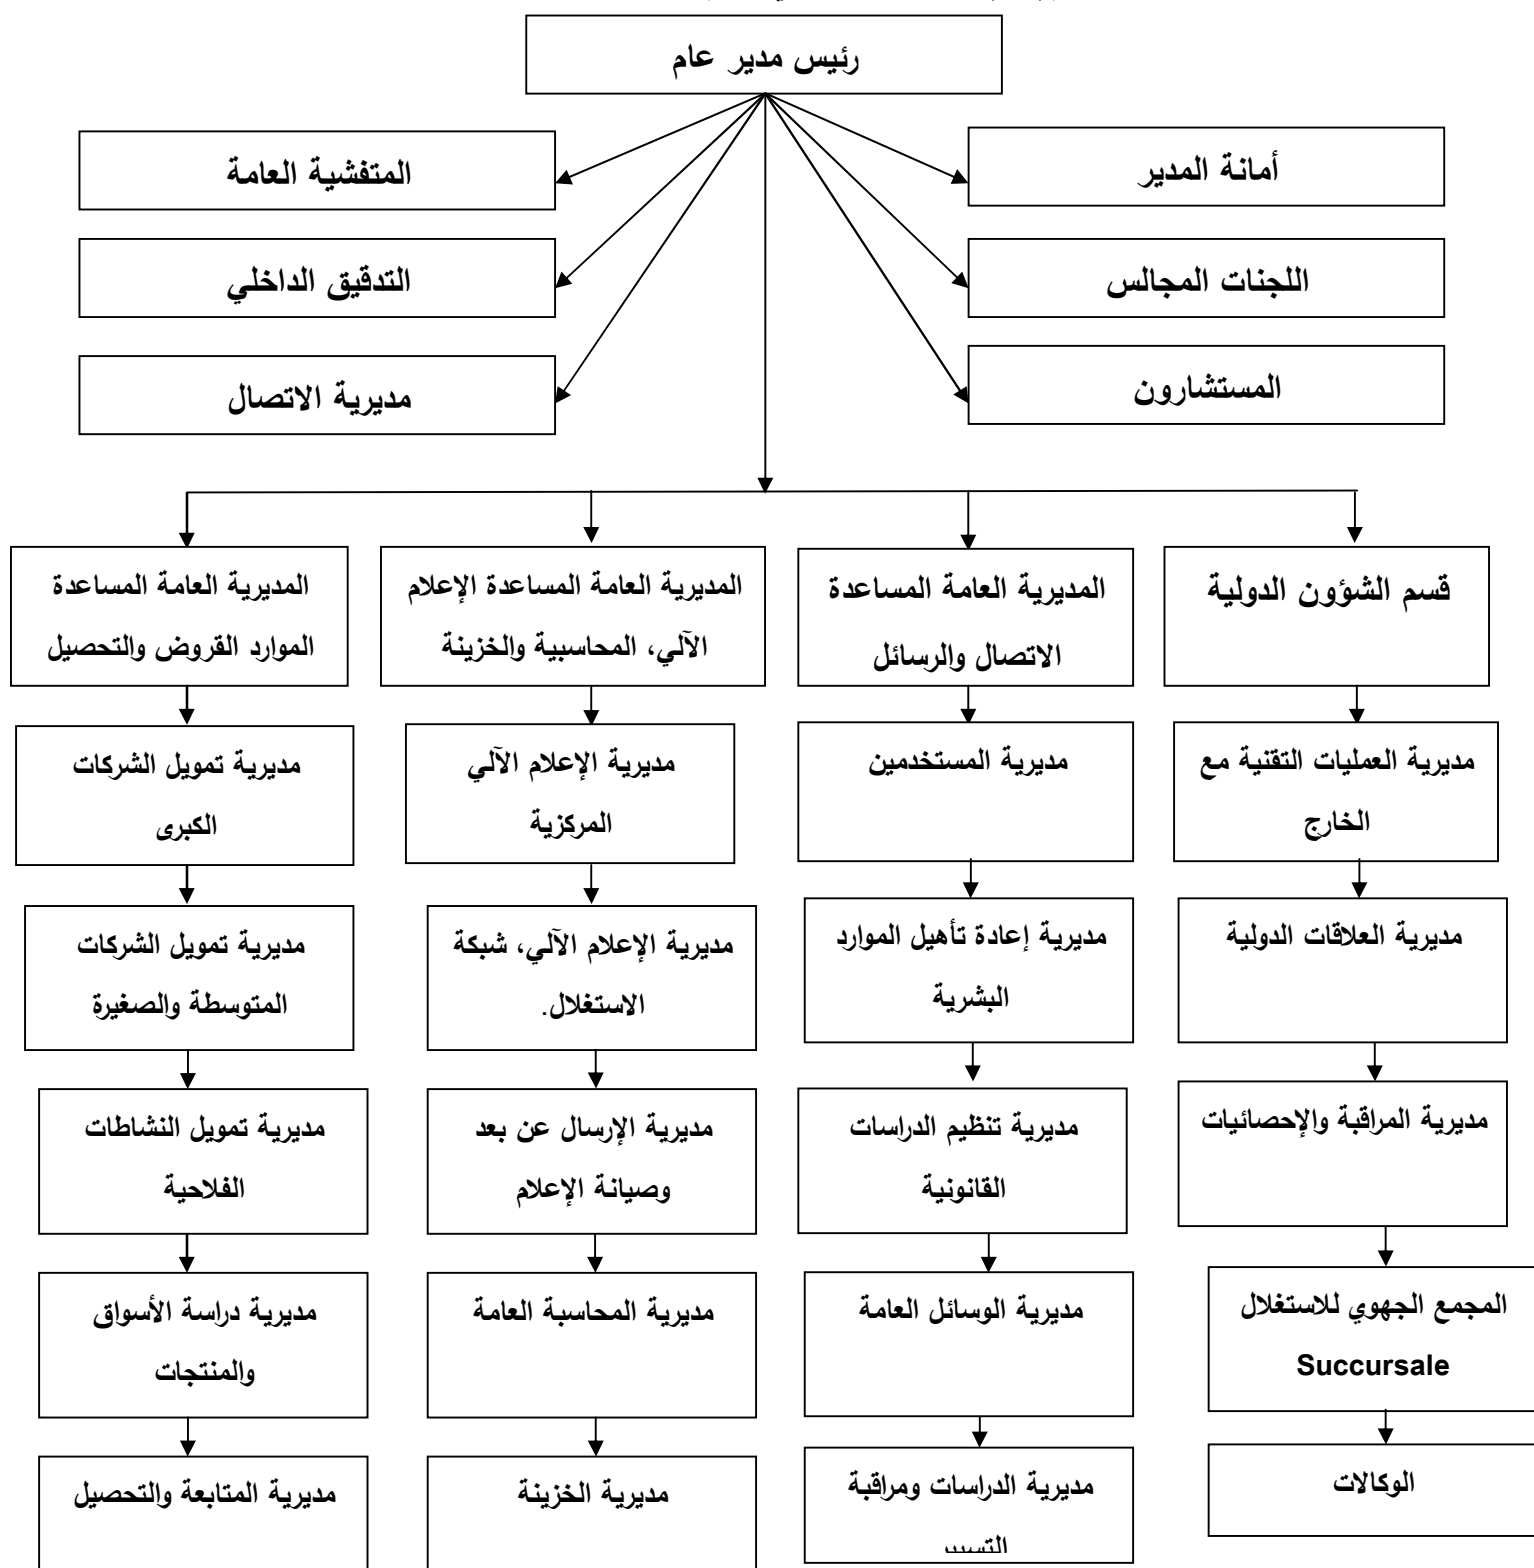 رئيس مدير عام
أمانة المدير
المتفشية العامة
اللجنات المجالس
التدقيق الداخلي
المستشارون
مديرية الاتصال
قسم الشؤون الدولية
المديرية العامة المساعدة
الاتصال والرسائل
المديرية العامة المساعدة الإعلام
الآلي، المحاسبية والخزينة
المديرية العامة المساعدة
الموارد القروض والتحصيل
مديرية العمليات التقنية مع
الخارج
مديرية المستخدمين
مديرية الإعلام الآلي
المركزية
مديرية تمويل الشركات
الكبرى
مديرية العلاقات الدولية
مديرية إعادة تأهيل الموارد
البشرية
مديرية الإعلام الآلي، شبكة
الاستغلال.
مديرية تمويل الشركات
المتوسطة والصغيرة
مديرية المراقبة والإحصائيات
مديرية تنظيم الدراسات
القانونية
مديرية الإرسال عن بعد
وصيانة الإعلام
مديرية تمويل النشاطات
الفلاحية
المجمع الجهوي للاستغلال
Succursale
مديرية الوسائل العامة
مديرية المحاسبة العامة
مديرية دراسة الأسواق
والمنتجات
الوكالات
مديرية الدراسات ومراقبة
مديرية الخزينة
مديرية المتابعة والتحصيل